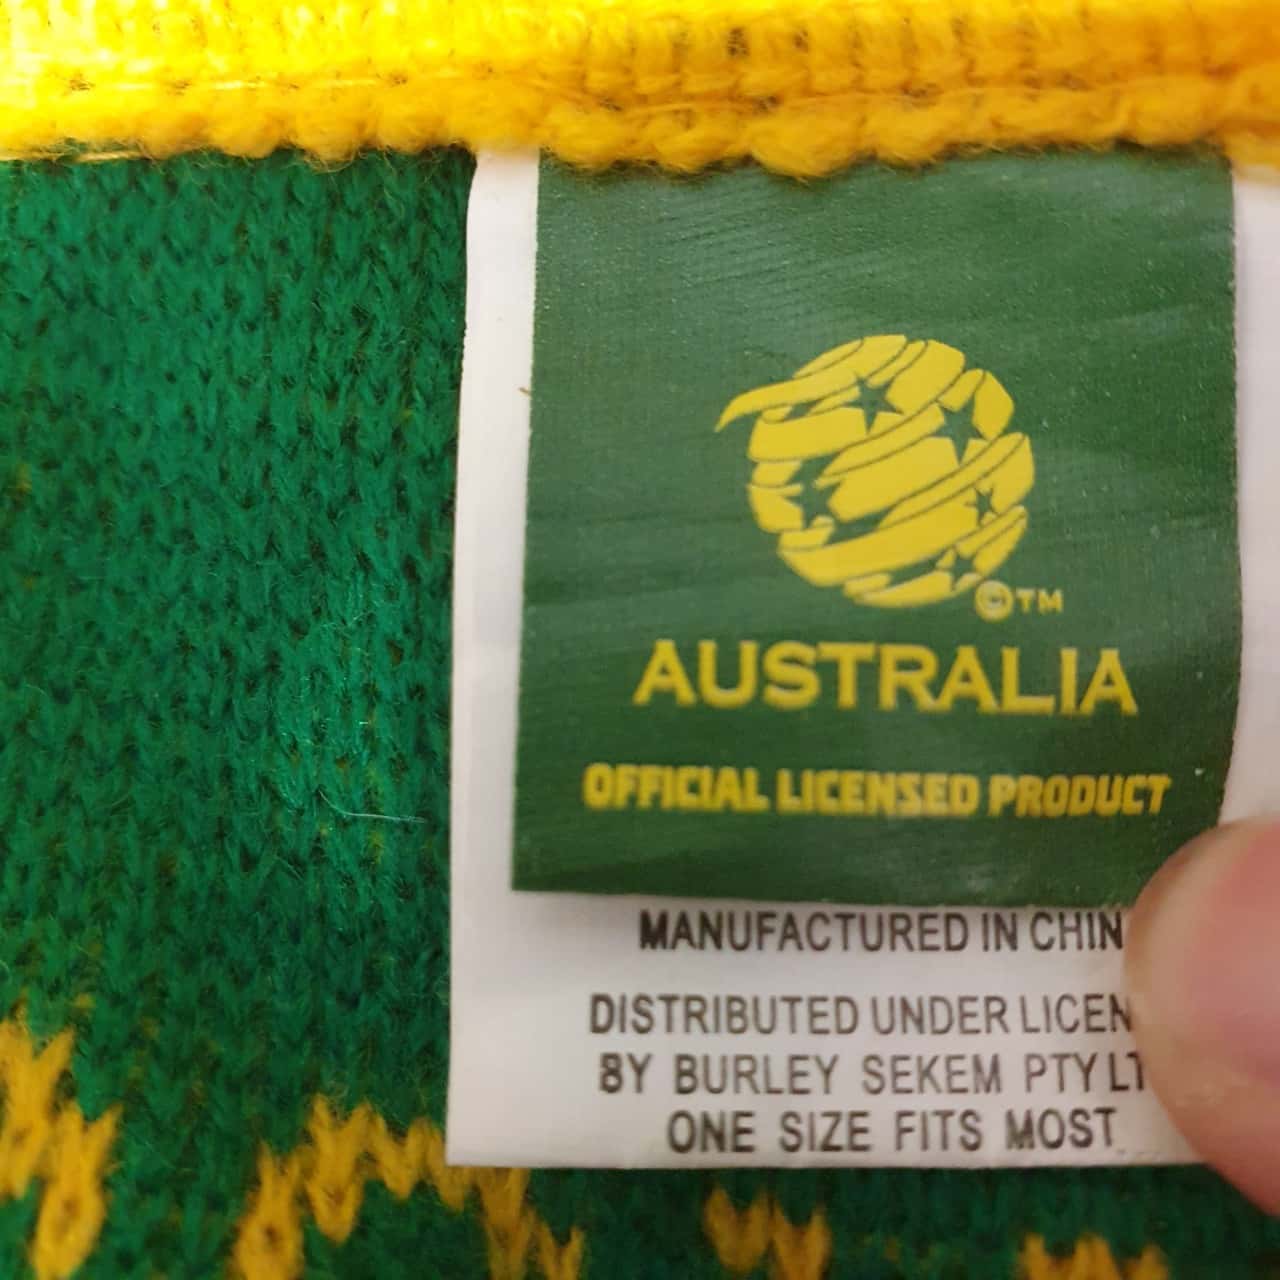 ©TM
AUSTRALIA
OFFICIAL LICENSED PRODUCT
MANUFACTURED IN CHIN
DISTRIBUTED UNDER LICEN
BY BURLEY SEKEM PTY LT
ONE SIZE FITS MOST